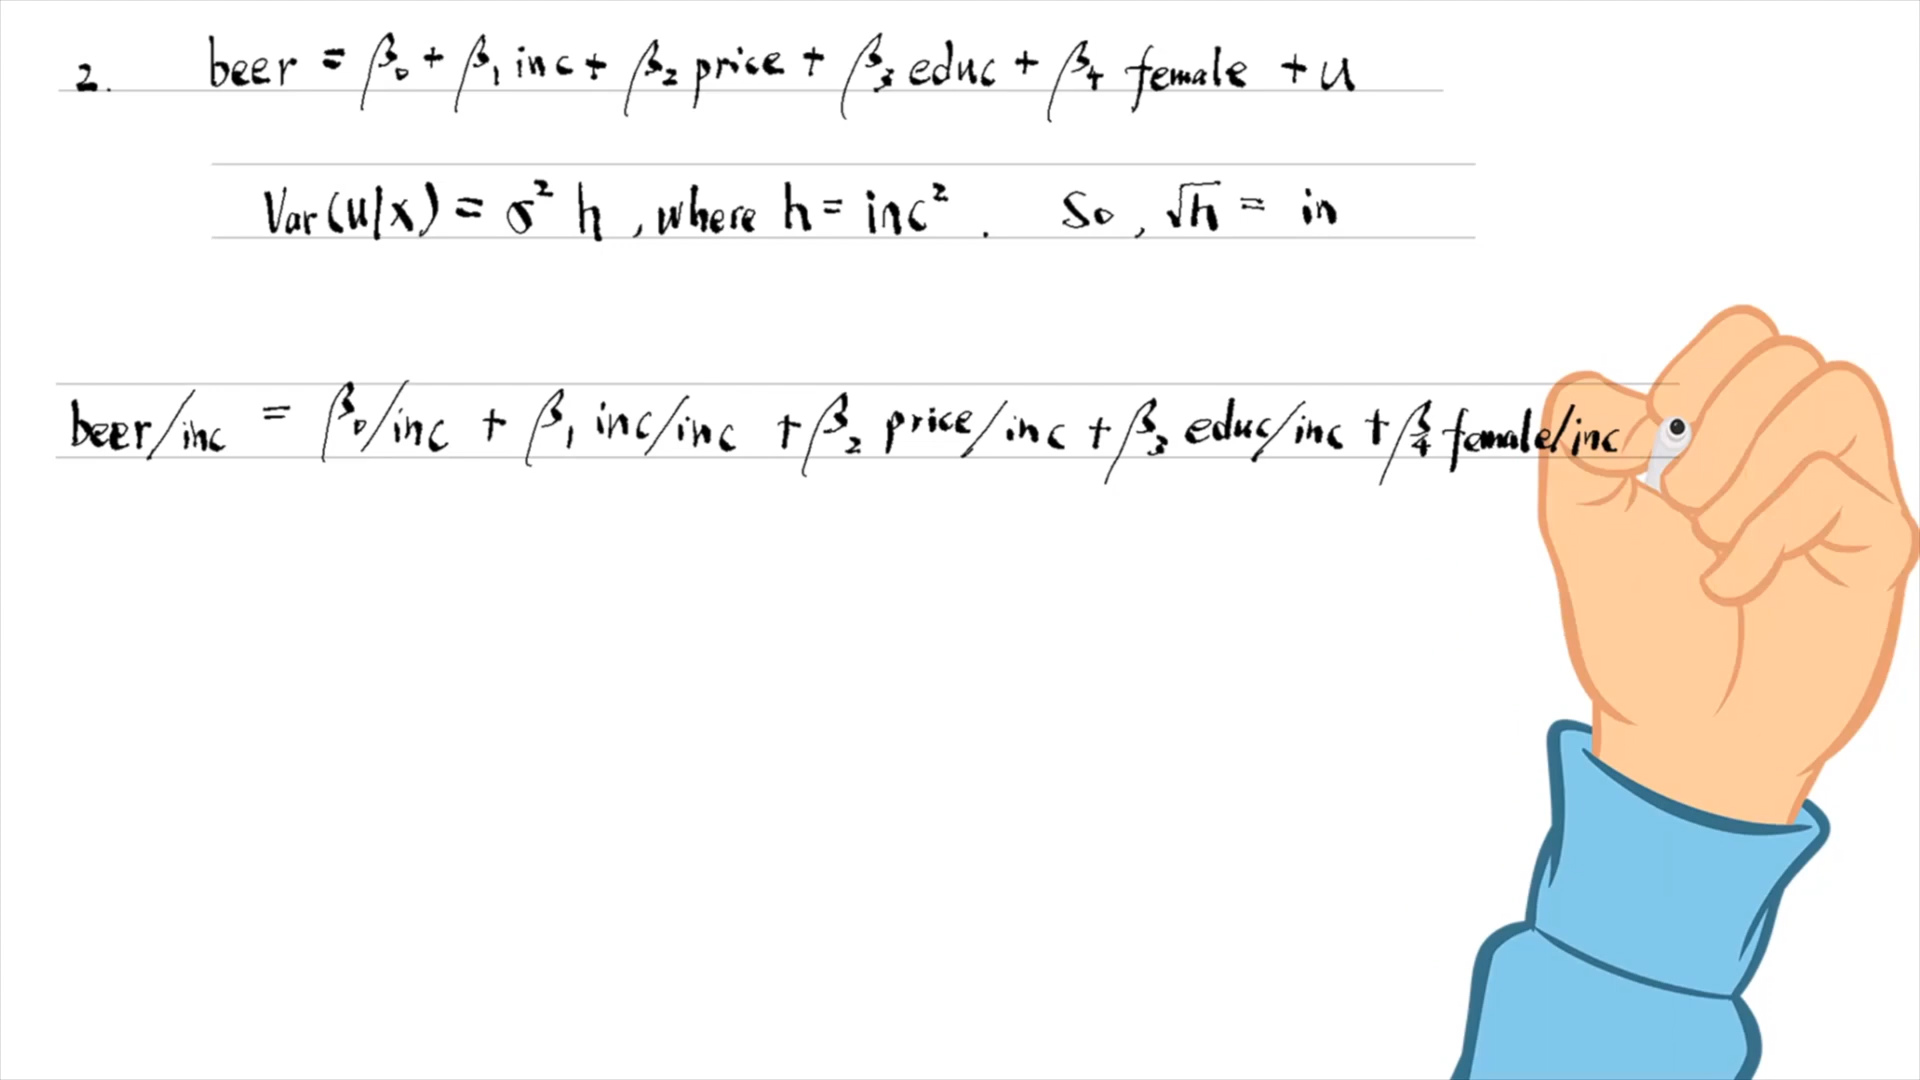 2. beer = β₀ + β₁ inc + β₂ price + β₃ educ + β₄ female + u
Var(u|x) = σ² h , where h = inc² . So , √h = in
beer/inc = β₀/inc + β₁ inc/inc + β₂ price/inc + β₃ educ/inc + β₄ female/inc